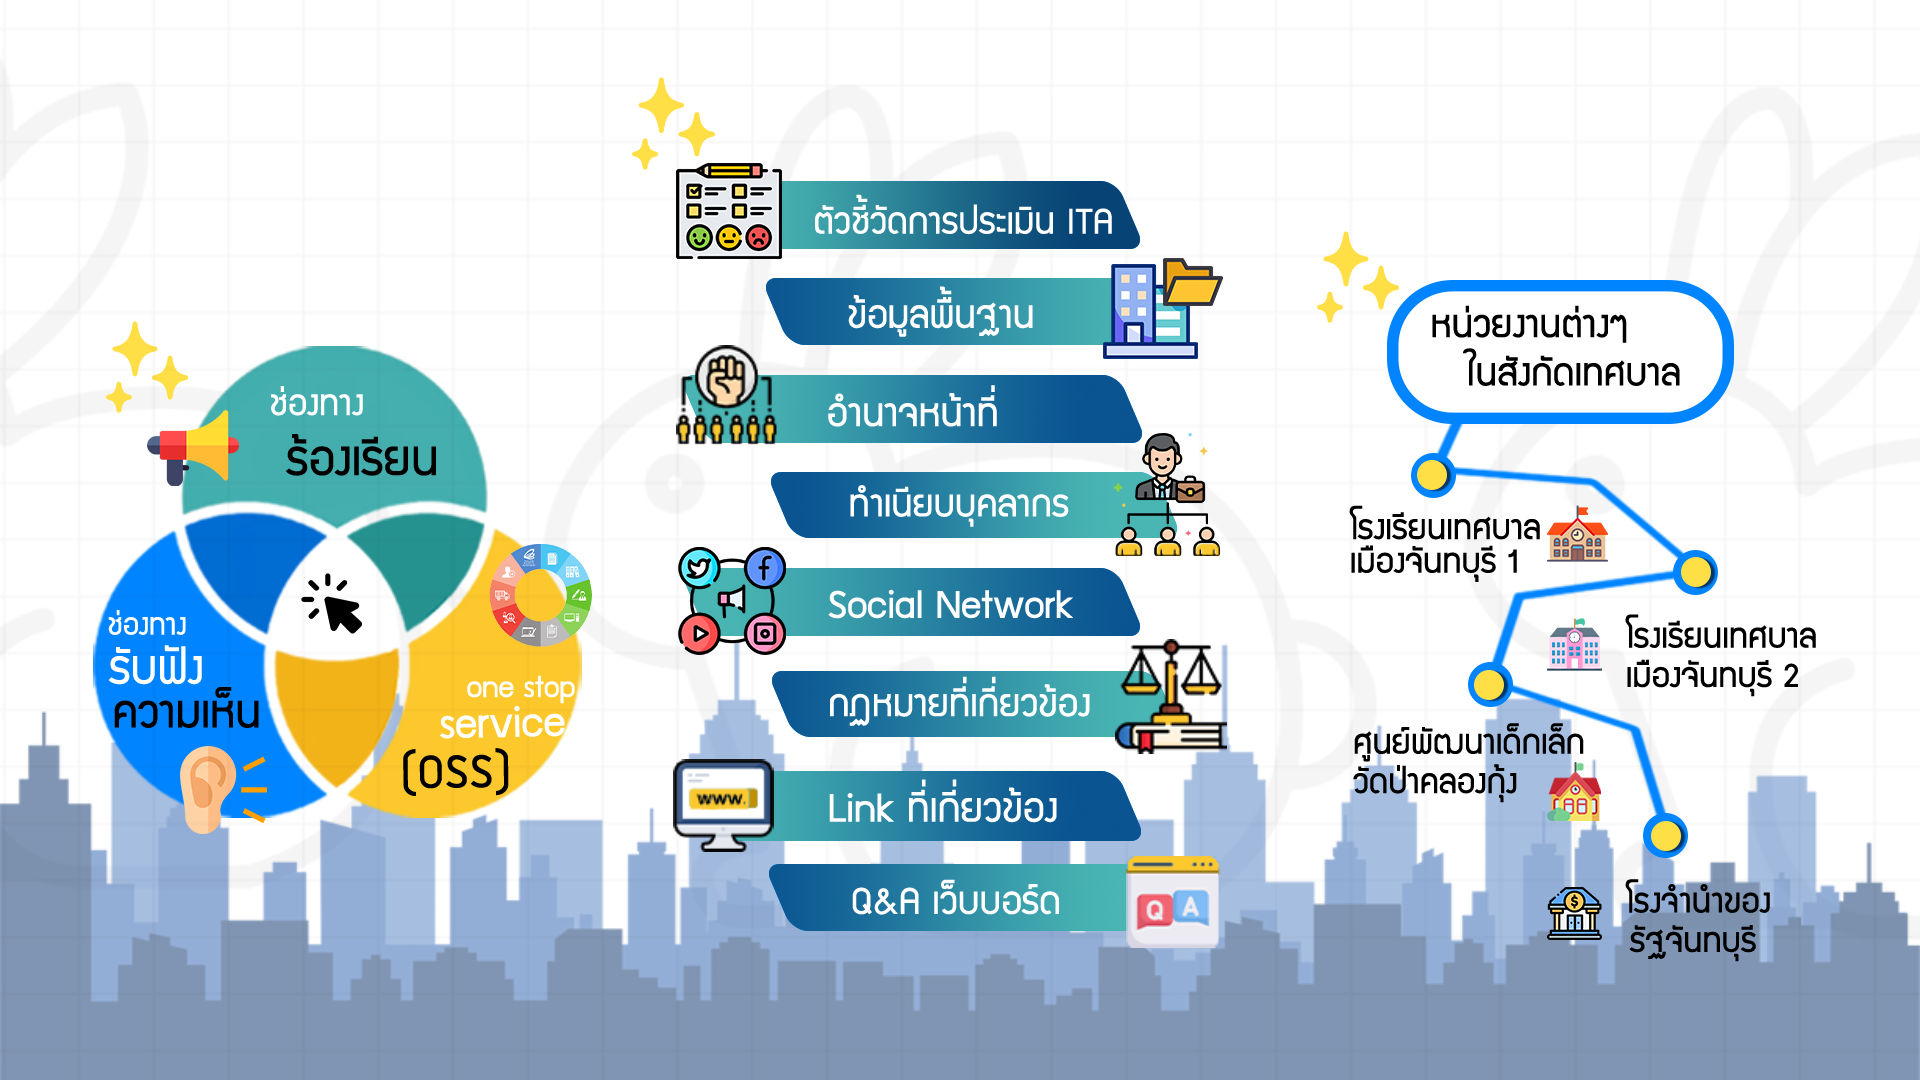 ช่องทาง
ร้องเรียน
ช่องทาง
รับฟัง
ความเห็น
one stop
service
(OSS)
ตัวชี้วัดการประเมิน ITA
ข้อมูลพื้นฐาน
อำนาจหน้าที่
ทำเนียบบุคลากร
Social Network
กฎหมายที่เกี่ยวข้อง
www.
Link ที่เกี่ยวข้อง
Q&A เว็บบอร์ด
Q A
หน่วยงานต่างๆ
ในสังกัดเทศบาล
โรงเรียนเทศบาล
เมืองจันทบุรี 1
โรงเรียนเทศบาล
เมืองจันทบุรี 2
ศูนย์พัฒนาเด็กเล็ก
วัดป่าคลองกุ้ง
โรงจำนำของ
รัฐจันทบุรี